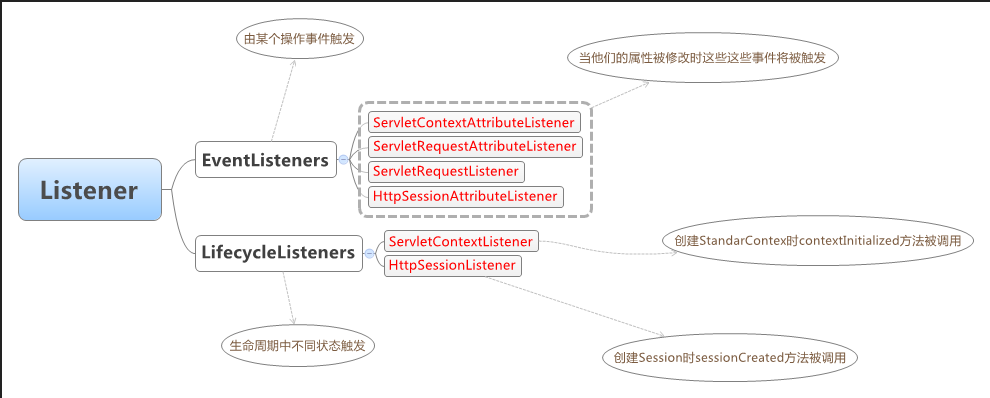 由某个操作事件触发
当他们的属性被修改时这些这些事件将被触发
ServletContextAttributeListener
ServletRequestAttributeListener
EventListeners
ServletRequestListener
HttpSessionAttributeListener
Listener
ServletContextListener
创建StandarContex时contextInitialized方法被调用
LifecycleListeners
HttpSessionListener
生命周期中不同状态触发
创建Session时sessionCreated方法被调用